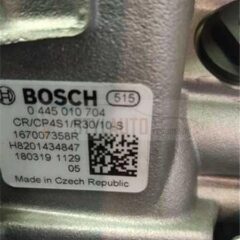 BOSCH 515
0 445 010 704
CR/CP4S1/R30/10-S
167007358R
H8201434847
180319 1129
05
Made in Czech Republic